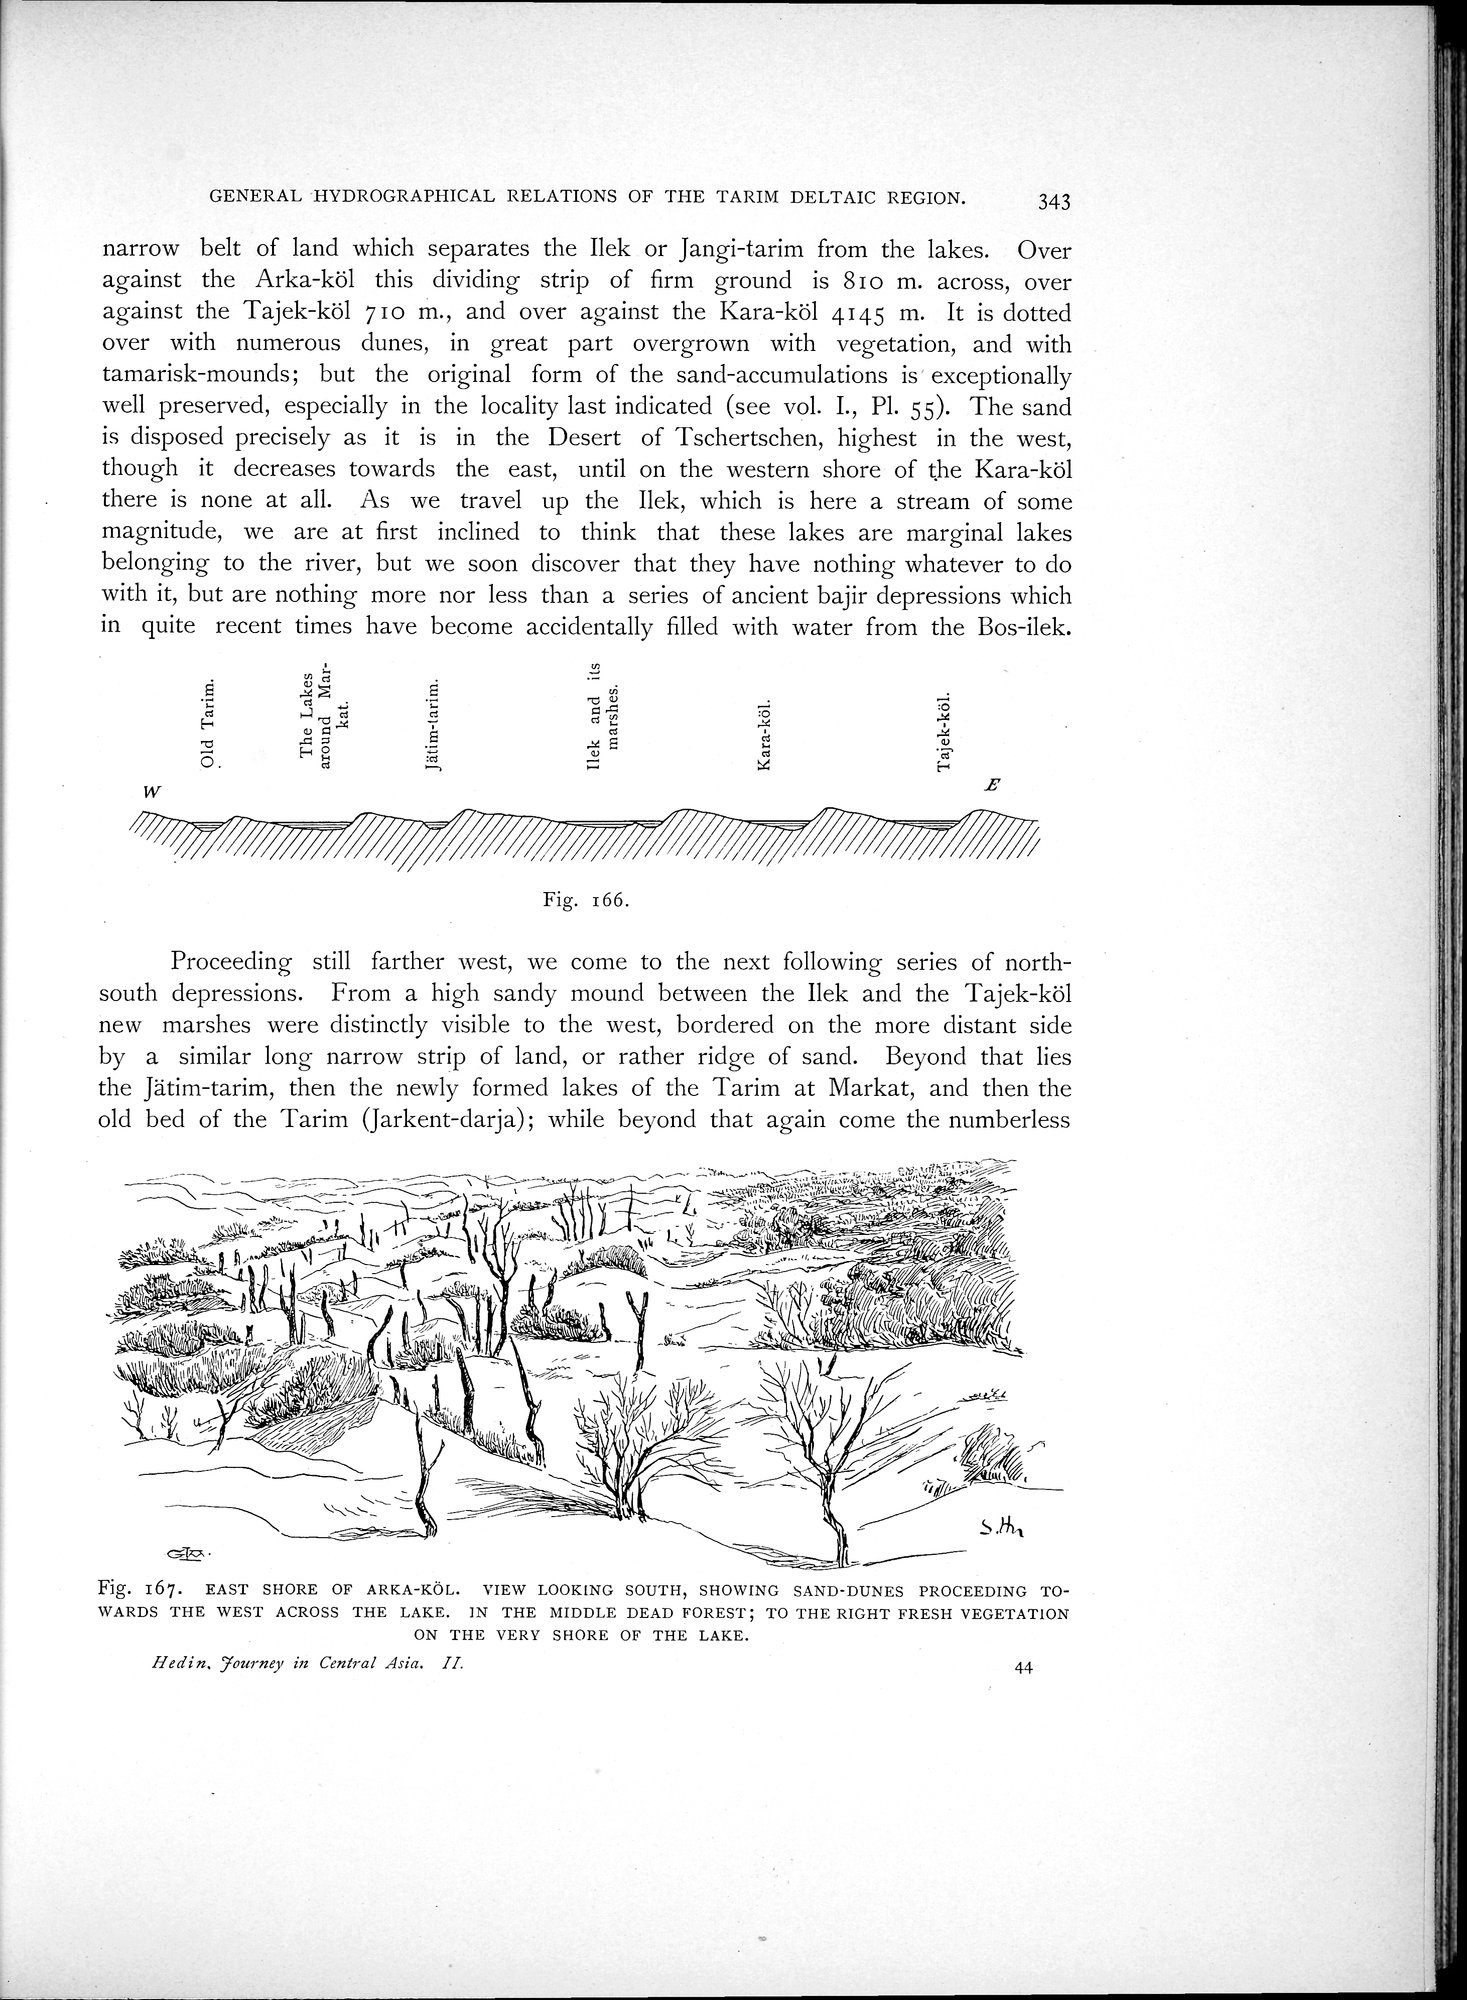 GENERAL HYDROGRAPHICAL RELATIONS OF THE TARIM DELTAIC REGION. 343
narrow belt of land which separates the Ilek or Jangi-tarim from the lakes. Over
against the Arka-köl this dividing strip of firm ground is 810 m. across, over
against the Tajek-köl 710 m., and over against the Kara-köl 4145 m. It is dotted
over with numerous dunes, in great part overgrown with vegetation, and with
tamarisk-mounds; but the original form of the sand-accumulations is exceptionally
well preserved, especially in the locality last indicated (see vol. I., Pl. 55). The sand
is disposed precisely as it is in the Desert of Tschertschen, highest in the west,
though it decreases towards the east, until on the western shore of the Kara-köl
there is none at all. As we travel up the Ilek, which is here a stream of some
magnitude, we are at first inclined to think that these lakes are marginal lakes
belonging to the river, but we soon discover that they have nothing whatever to do
with it, but are nothing more nor less than a series of ancient bajir depressions which
in quite recent times have become accidentally filled with water from the Bos-ilek.
Old Tarim.
The Lakes
around Mar-
kat.
Jätim-tarim.
Ilek and its
marshes.
Kara-köl.
Tajek-köl.
W
E
Fig. 166.
Proceeding still farther west, we come to the next following series of north-
south depressions. From a high sandy mound between the Ilek and the Tajek-köl
new marshes were distinctly visible to the west, bordered on the more distant side
by a similar long narrow strip of land, or rather ridge of sand. Beyond that lies
the Jätim-tarim, then the newly formed lakes of the Tarim at Markat, and then the
old bed of the Tarim (Jarkent-darja); while beyond that again come the numberless
S. Hn
Fig. 167. EAST SHORE OF ARKA-KÖL. VIEW LOOKING SOUTH, SHOWING SAND-DUNES PROCEEDING TO-
WARDS THE WEST ACROSS THE LAKE. IN THE MIDDLE DEAD FOREST; TO THE RIGHT FRESH VEGETATION
ON THE VERY SHORE OF THE LAKE.
Hedin, Journey in Central Asia. II. 44